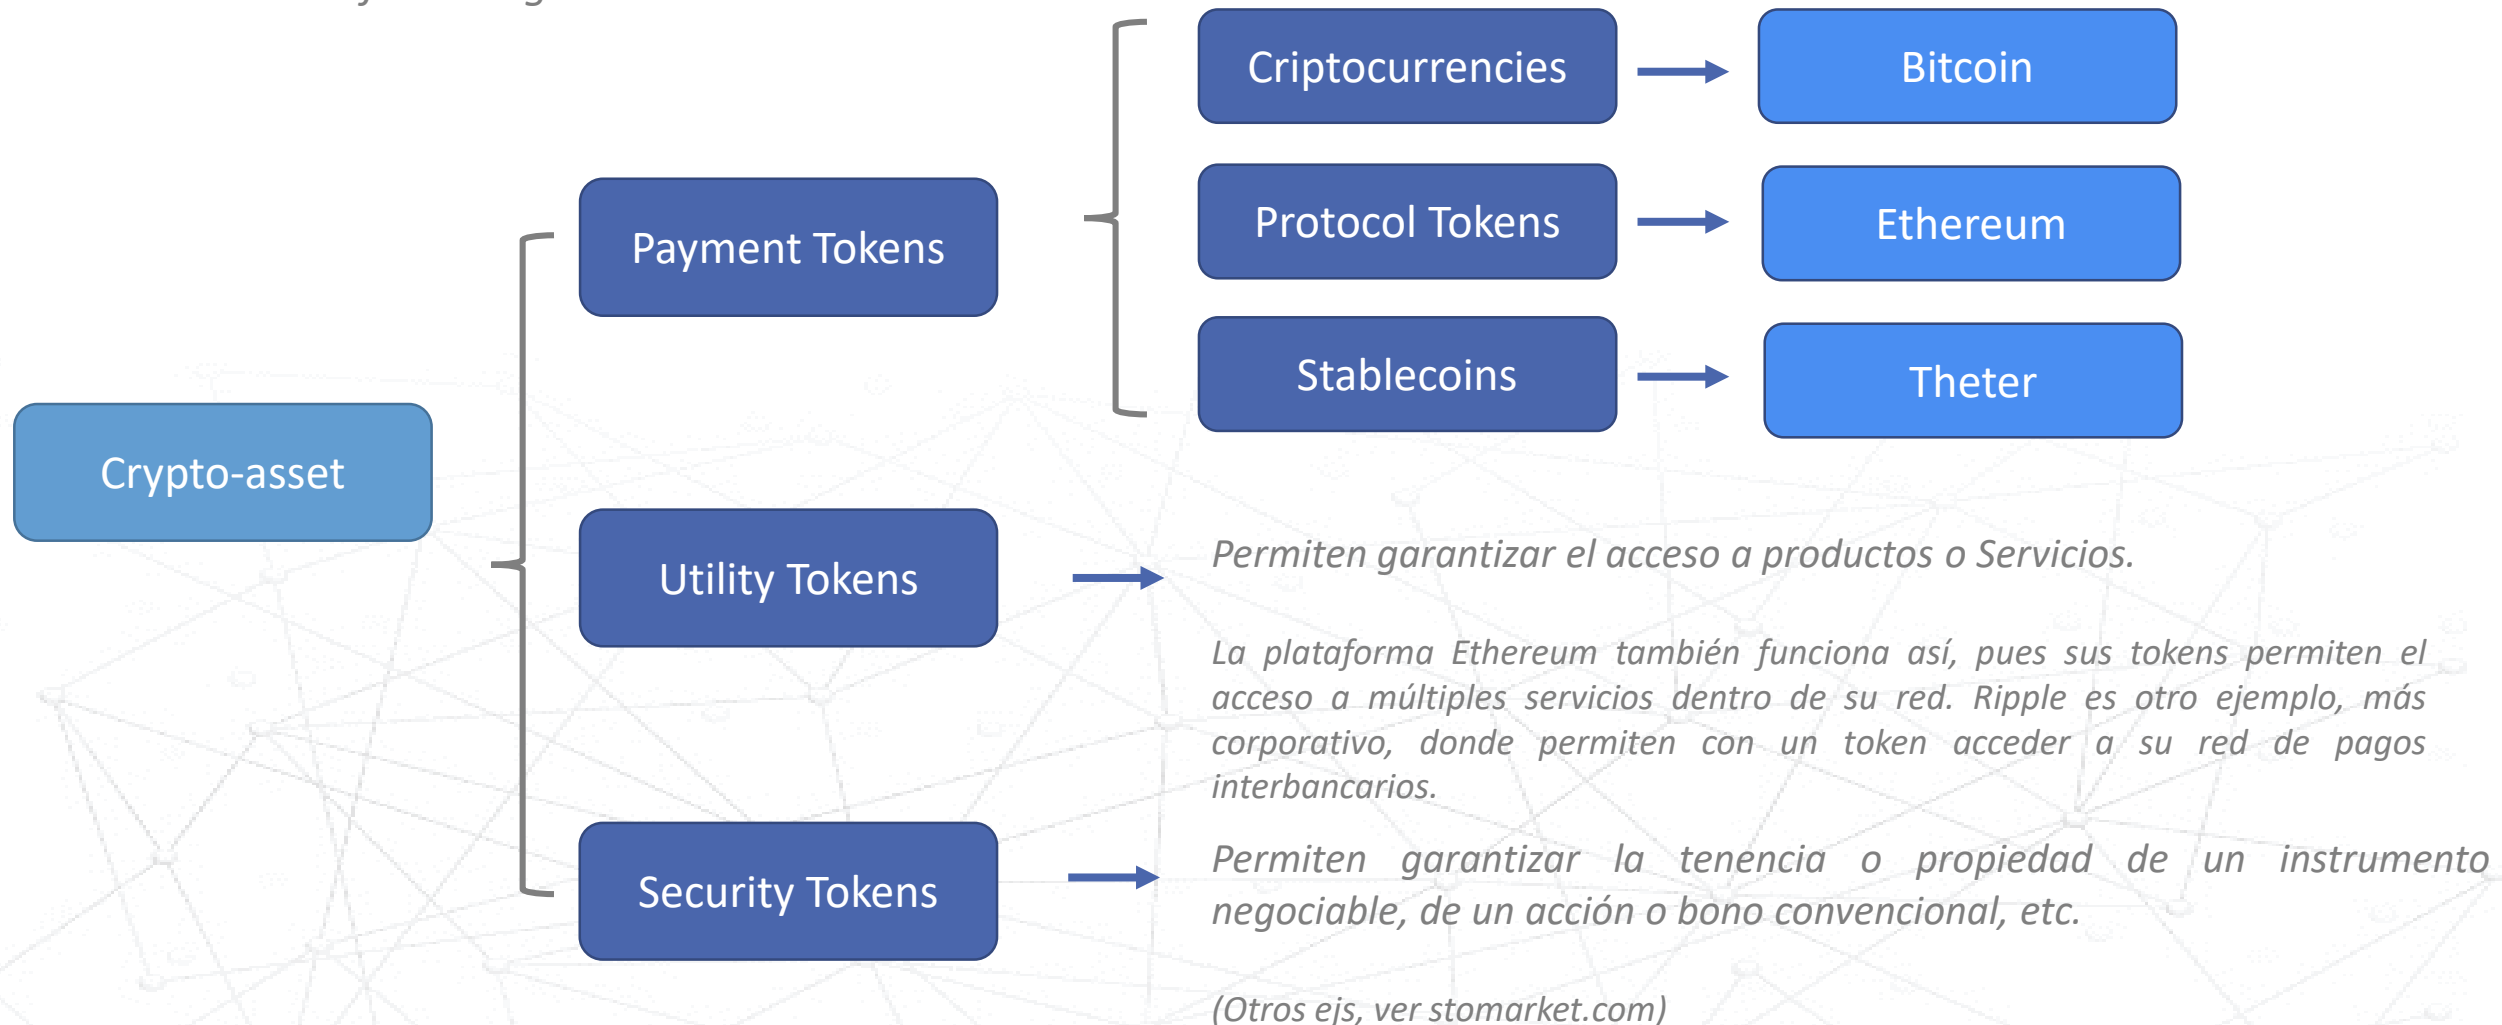 Criptocurrencies
Bitcoin
Payment Tokens
Protocol Tokens
Ethereum
Stablecoins
Theter
Crypto-asset
Utility Tokens
Permiten garantizar el acceso a productos o Servicios.
La plataforma Ethereum también funciona así, pues sus tokens permiten el
acceso a múltiples servicios dentro de su red. Ripple es otro ejemplo, más
corporativo, donde permiten con un token acceder a su red de pagos
interbancarios.
Security Tokens
Permiten garantizar la tenencia o propiedad de un instrumento
negociable, de un acción o bono convencional, etc.
(Otros ejs, ver stomarket.com)